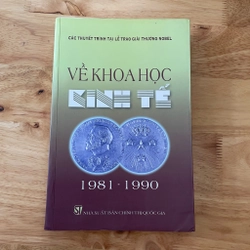 CÁC THUYẾT TRÌNH TẠI LỄ TRAO GIẢI THƯỞNG NOBEL
VỀ KHOA HỌC
KINH TẾ
1981 - 1990
NHÀ XUẤT BẢN CHÍNH TRỊ QUỐC GIA